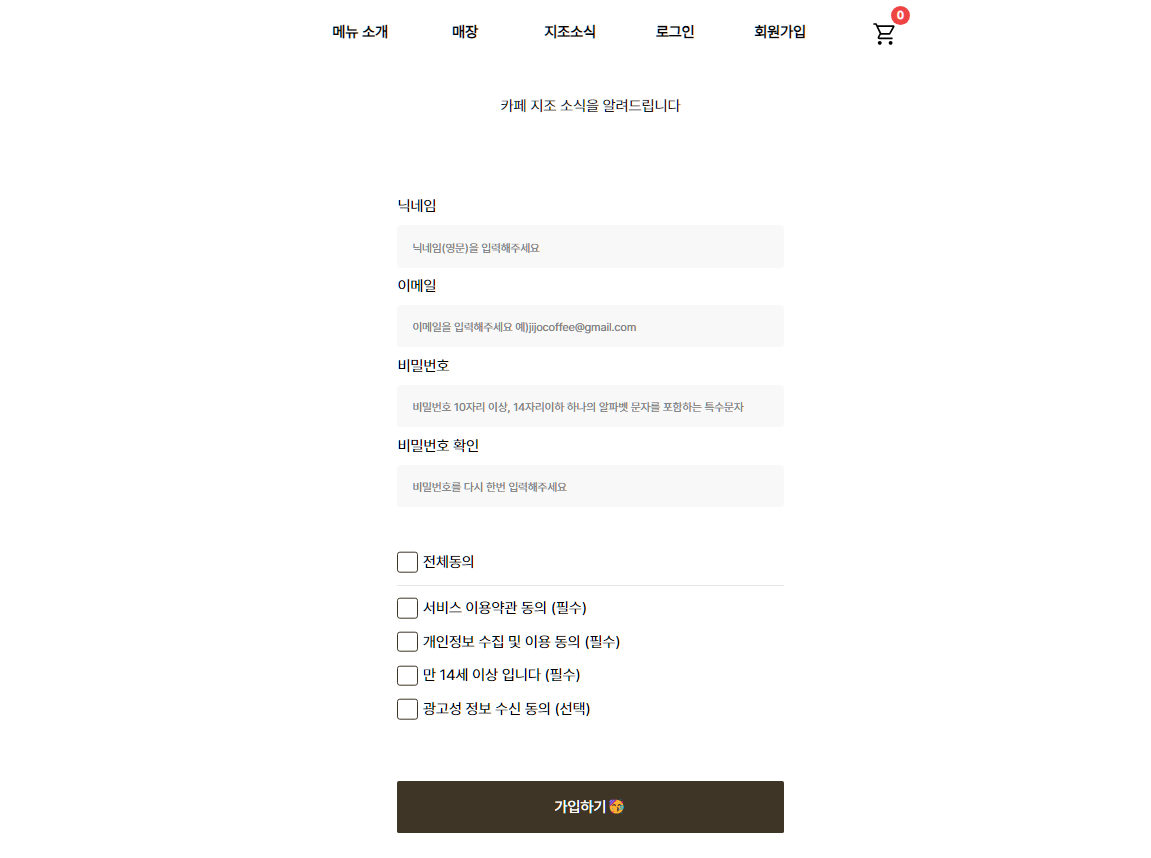 메뉴 소개 매장 지조소식 로그인 회원가입 0
카페 지조 소식을 알려드립니다
닉네임
닉네임(영문)을 입력해주세요
이메일
이메일을 입력해주세요 예)jijocoffee@gmail.com
비밀번호
비밀번호 10자리 이상, 14자리이하 하나의 알파벳 문자를 포함하는 특수문자
비밀번호 확인
비밀번호를 다시 한번 입력해주세요
전체동의
서비스 이용약관 동의 (필수)
개인정보 수집 및 이용 동의 (필수)
만 14세 이상 입니다 (필수)
광고성 정보 수신 동의 (선택)
가입하기🥳